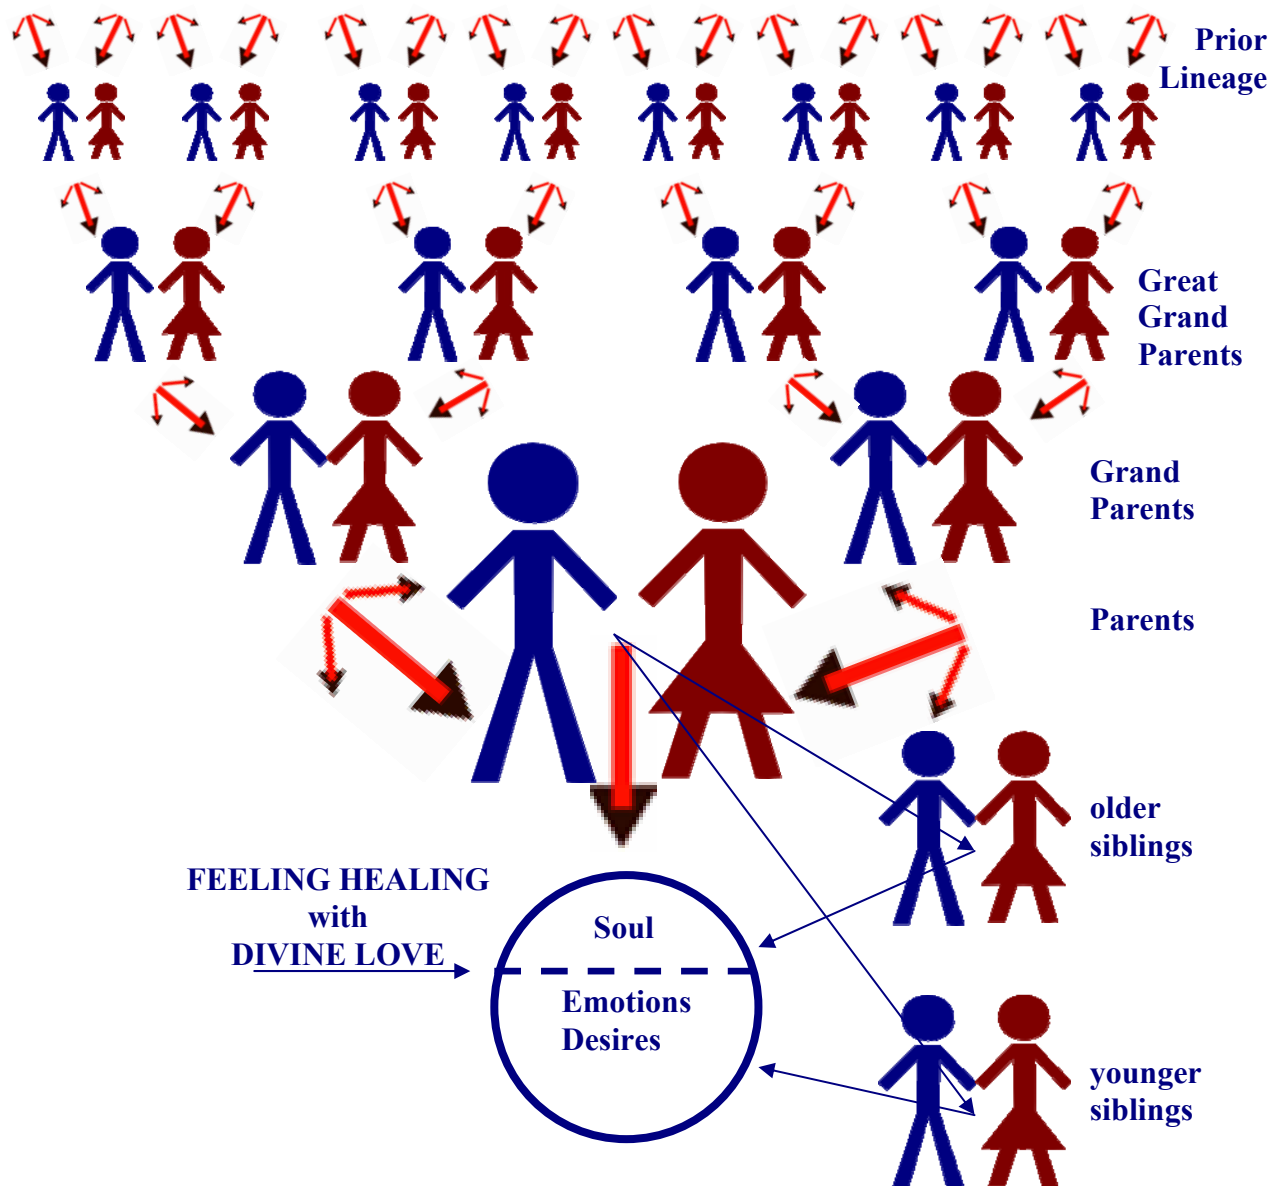 Prior
Lineage
Great
Grand
Parents
Grand
Parents
Parents
older
siblings
FEELING HEALING
with
DIVINE LOVE
Soul
Emotions
Desires
younger
siblings